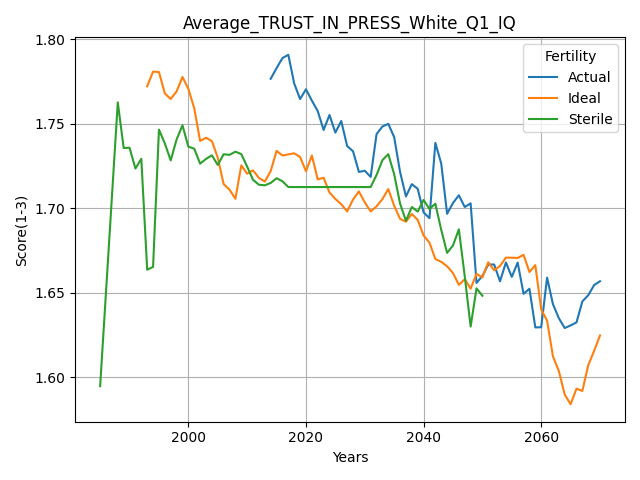 Average_TRUST_IN_PRESS_White_Q1_IQ
Fertility
Actual
Ideal
Sterile
1.80
1.75
1.70
1.65
1.60
Score(1-3)
2000 2020 2040 2060
Years